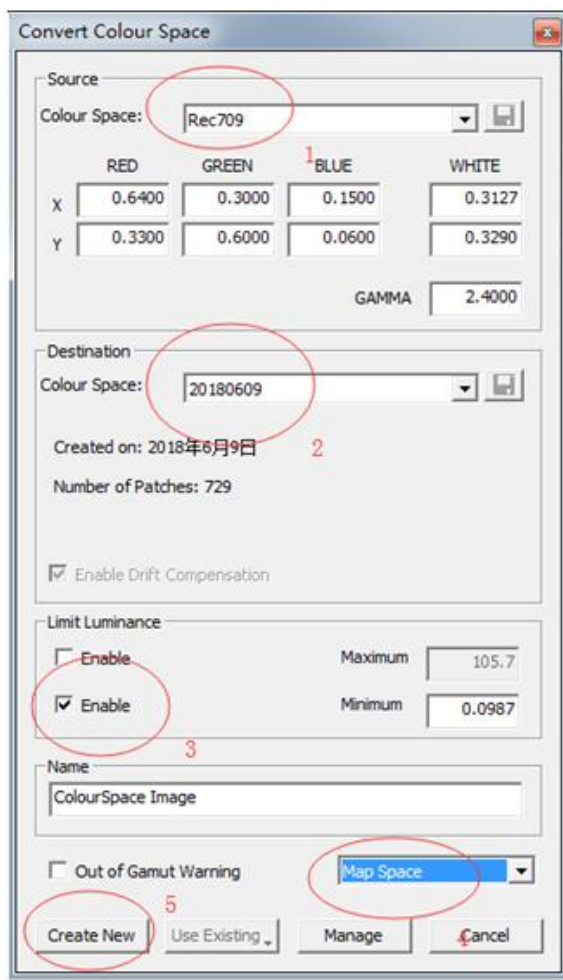 Convert Colour Space
Source
Colour Space: Rec709
1
RED GREEN BLUE WHITE
X 0.6400 0.3000 0.1500 0.3127
Y 0.3300 0.6000 0.0600 0.3290
GAMMA 2.4000
Destination
Colour Space: 20180609
Created on: 2018年6月9日 2
Number of Patches: 729
Enable Drift Compensation
Limit Luminance
Enable Maximum 105.7
Enable Minimum 0.0987
3
Name
ColourSpace Image
Out of Gamut Warning Map Space
5
Create New Use Existing Manage 4 Cancel